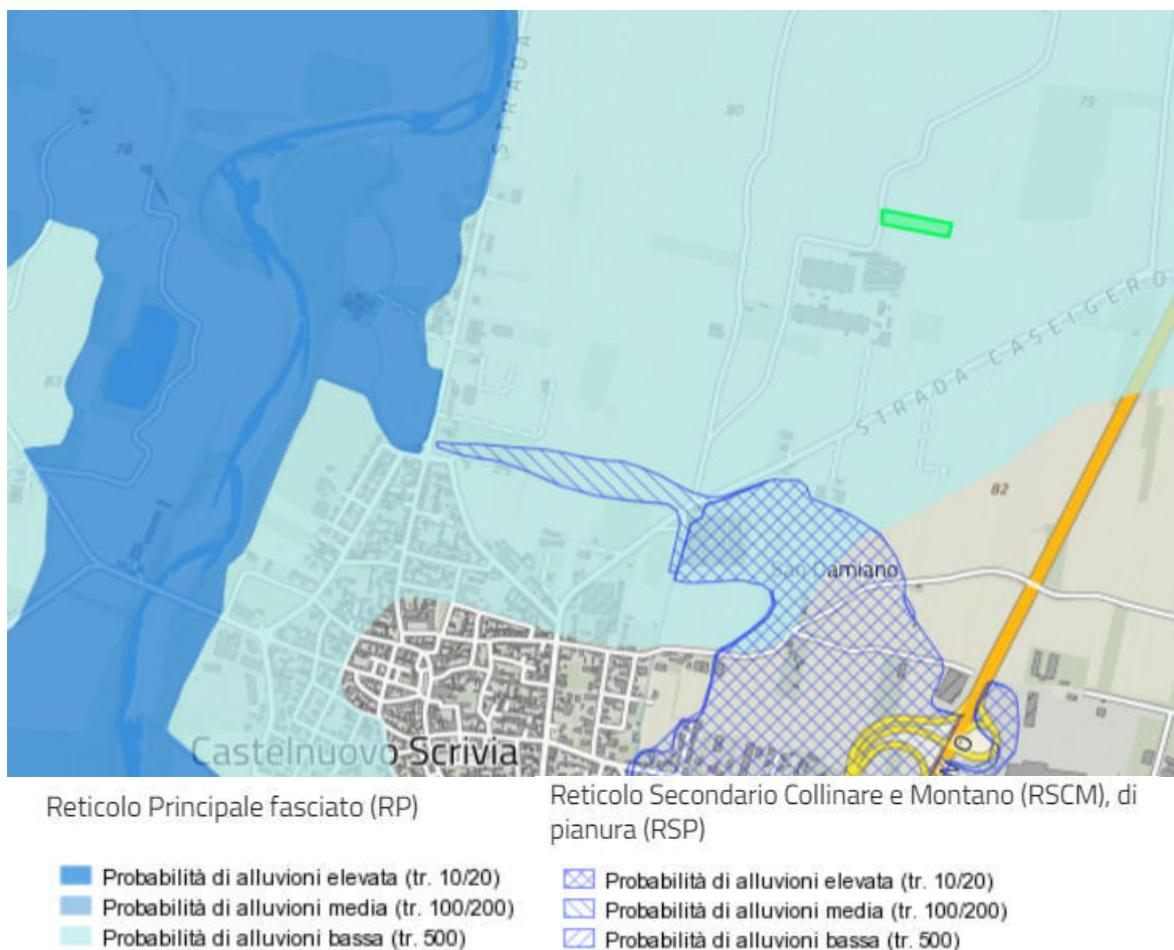 STRADA
80
79
78
83
STRADA CASEIGERO
82
San Damiano
Castelnuovo Scrivia
Reticolo Principale fasciato (RP)
Probabilità di alluvioni elevata (tr. 10/20)
Probabilità di alluvioni media (tr. 100/200)
Probabilità di alluvioni bassa (tr. 500)
Reticolo Secondario Collinare e Montano (RSCM), di
pianura (RSP)
Probabilità di alluvioni elevata (tr. 10/20)
Probabilità di alluvioni media (tr. 100/200)
Probabilità di alluvioni bassa (tr. 500)